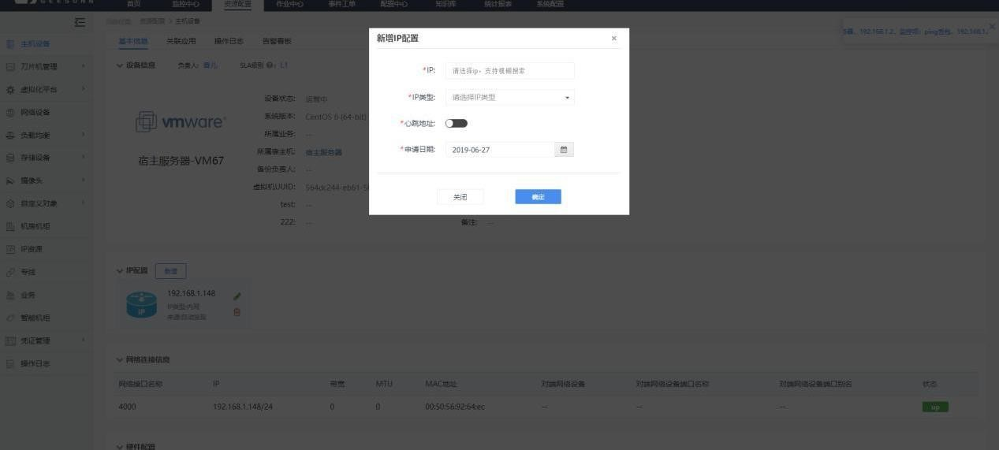 GEESUNN
首页 监控中心 资源配置 作业中心 事件工单 配置中心 知识库 统计报表 系统配置
当前位置: 资源配置 > 主机设备
192.168.1.2、监控项: ping丢包、192.168.1.
主机设备
刀片机管理
虚拟化平台
网络设备
负载均衡
存储设备
摄像头
自定义对象
机房机柜
IP资源
专线
业务
智能机柜
凭证管理
操作日志
基本信息 关联应用 操作日志 告警看板
设备信息 负责人: SLA级别 : L1
vmware®
宿主服务器-VM67
设备状态: 运营中
系统版本: CentOS 6 (64-bit)
所属业务: --
所属宿主机: 宿主服务器
备份负责人: --
虚拟机UUID: 564dc244-eb61-5
test: --
222: --
备注: --
新增IP配置 ×
*IP: 请选择ip，支持模糊搜索
*IP类型: 请选择IP类型
*心跳地址:
*申请日期: 2019-06-27
关闭 确定
IP配置 新增
IP
192.168.1.148
IP类型:内网
来源:自动发现
网络连接信息
网络接口名称 IP 带宽 MTU MAC地址 对端网络设备 对端网络设备端口名称 对端网络设备端口别名 状态
4000 192.168.1.148/24 0 0 00:50:56:92:64:ec -- -- -- up
硬件配置